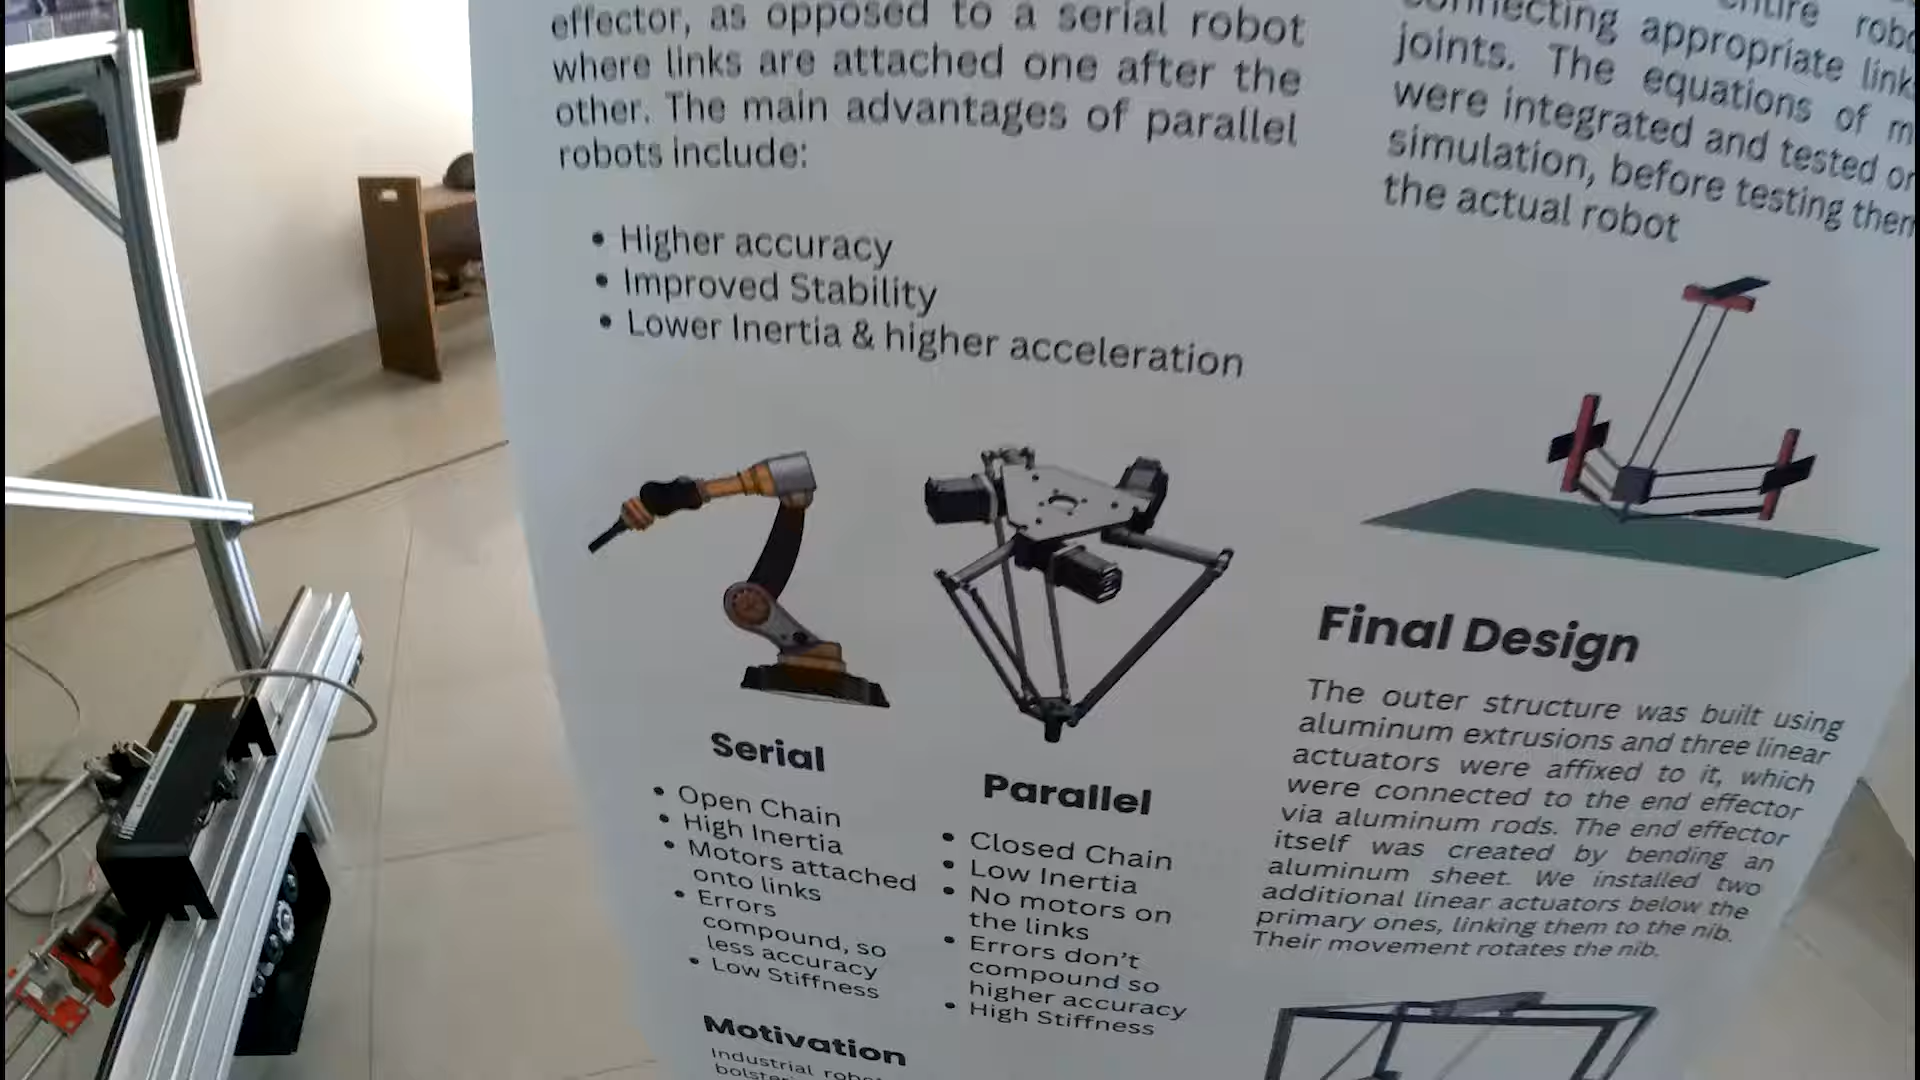 effector, as opposed to a serial robot
where links are attached one after the
other. The main advantages of parallel
robots include:
• Higher accuracy
• Improved Stability
• Lower Inertia & higher acceleration
Serial
• Open Chain
• High Inertia
• Motors attached
onto links
• Errors
compound, so
less accuracy
• Low Stiffness
Parallel
• Closed Chain
• Low Inertia
• No motors on
the links
• Errors don't
compound so
higher accuracy
• High Stiffness
Motivation
Industrial
entire
connecting appropriate
joints. The equations of
were integrated and tested
simulation, before testing
the actual robot
Final Design
The outer structure was built using
aluminum extrusions and three linear
actuators were affixed to it, which
were connected to the end effector
via aluminum rods. The end effector
itself was created by bending an
aluminum sheet. We installed two
additional linear actuators below the
primary ones, linking them to the nib.
Their movement rotates the nib.